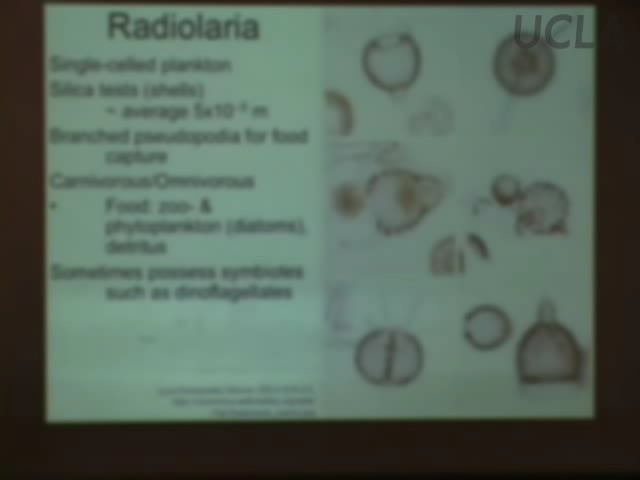 UCLA
Radiolaria
Single-celled plankton
Silica tests (shells)
~ average 5x10 m
Branched pseudopodia for food
capture
Carnivorous/Omnivorous
• Food: zoo- &
phytoplankton (diatoms),
detritus
Sometimes possess symbiotes
such as dinoflagellates